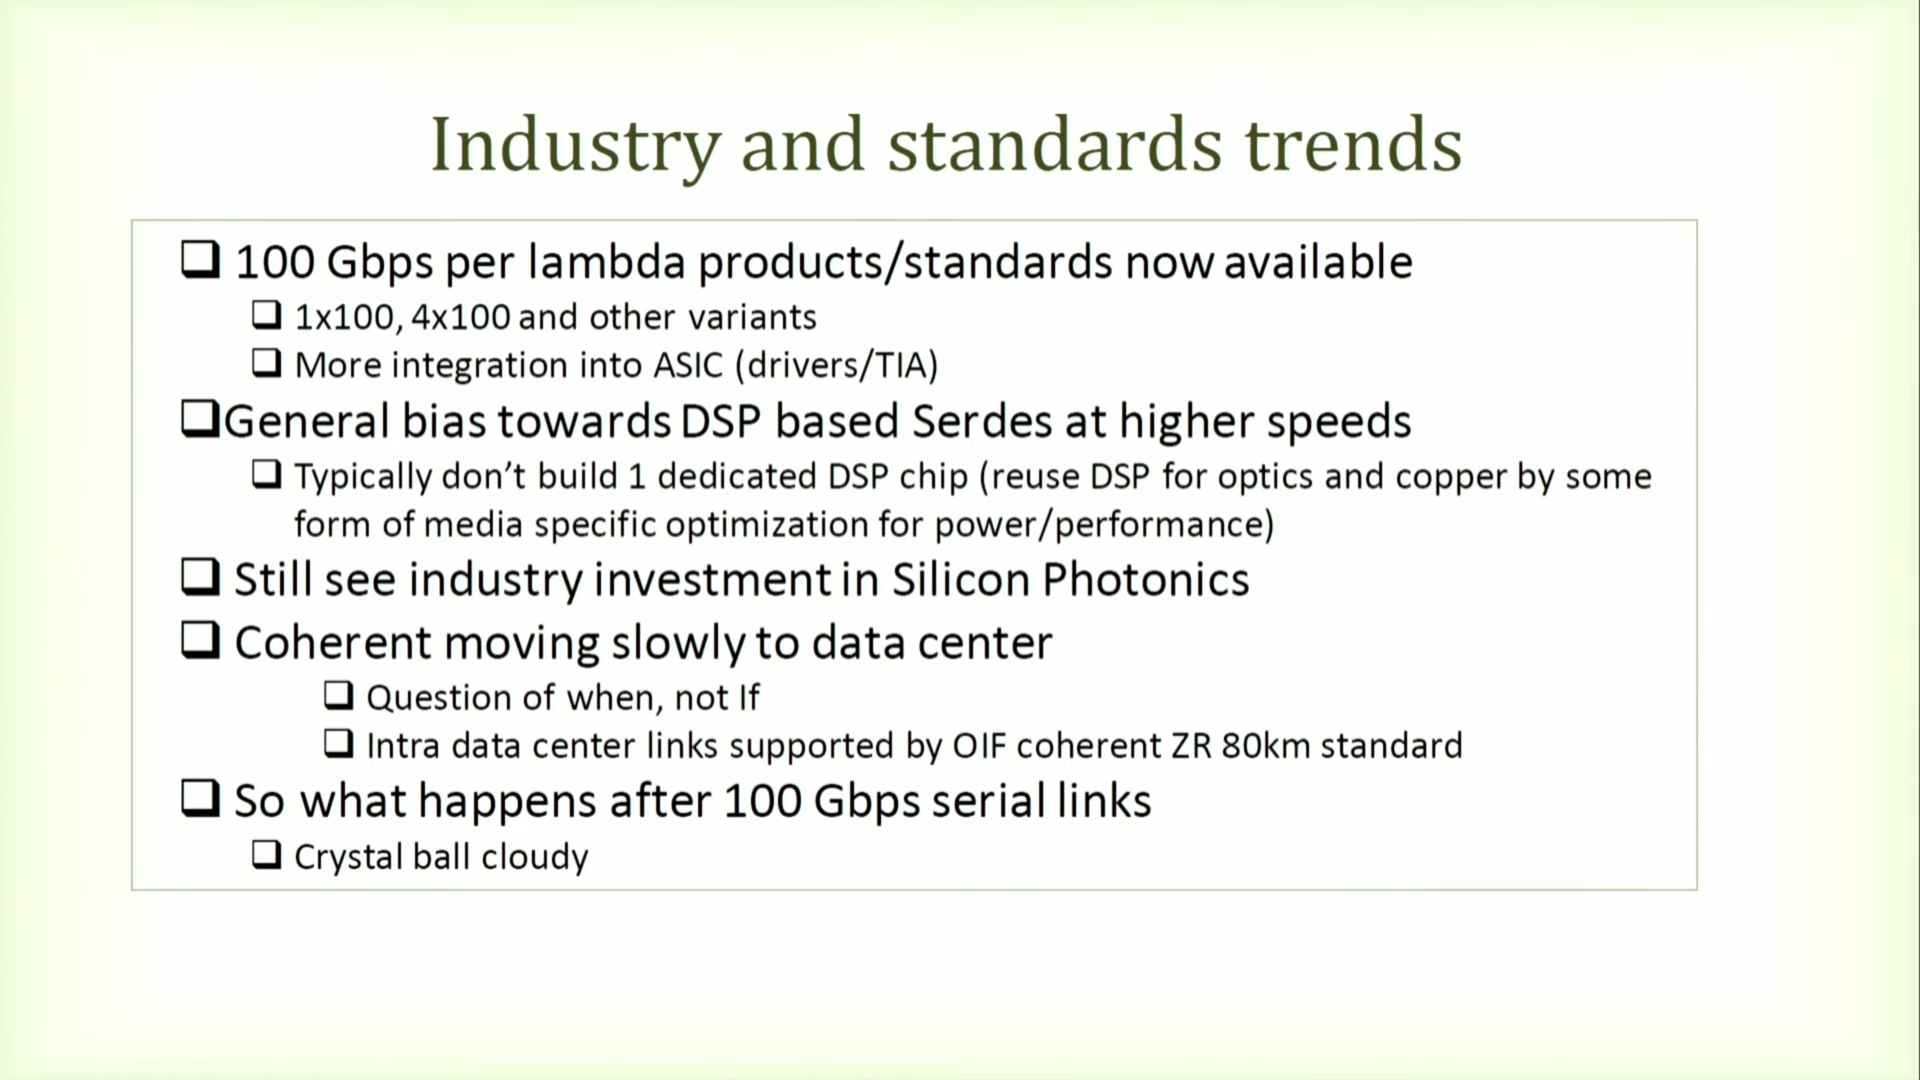 Industry and standards trends
100 Gbps per lambda products/standards now available
1x100, 4x100 and other variants
More integration into ASIC (drivers/TIA)
General bias towards DSP based Serdes at higher speeds
Typically don't build 1 dedicated DSP chip (reuse DSP for optics and copper by some
form of media specific optimization for power/performance)
Still see industry investment in Silicon Photonics
Coherent moving slowly to data center
Question of when, not If
Intra data center links supported by OIF coherent ZR 80km standard
So what happens after 100 Gbps serial links
Crystal ball cloudy